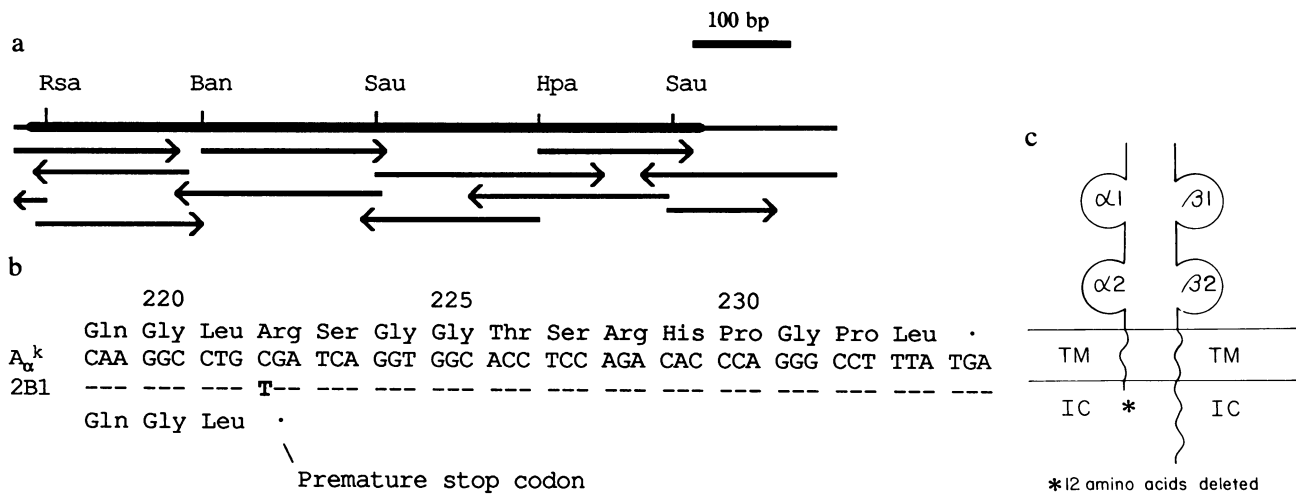 a
100 bp
Rsa Ban Sau Hpa Sau
b
220 225 230
Gln Gly Leu Arg Ser Gly Gly Thr Ser Arg His Pro Gly Pro Leu ·
Aαk CAA GGC CTG CGA TCA GGT GGC ACC TCC AGA CAC CCA GGG CCT TTA TGA
2B1 --- --- --- T-- --- --- --- --- --- --- --- --- --- --- --- ---
Gln Gly Leu ·
Premature stop codon
c
α1 β1
α2 β2
TM TM
IC * IC
*12 amino acids deleted